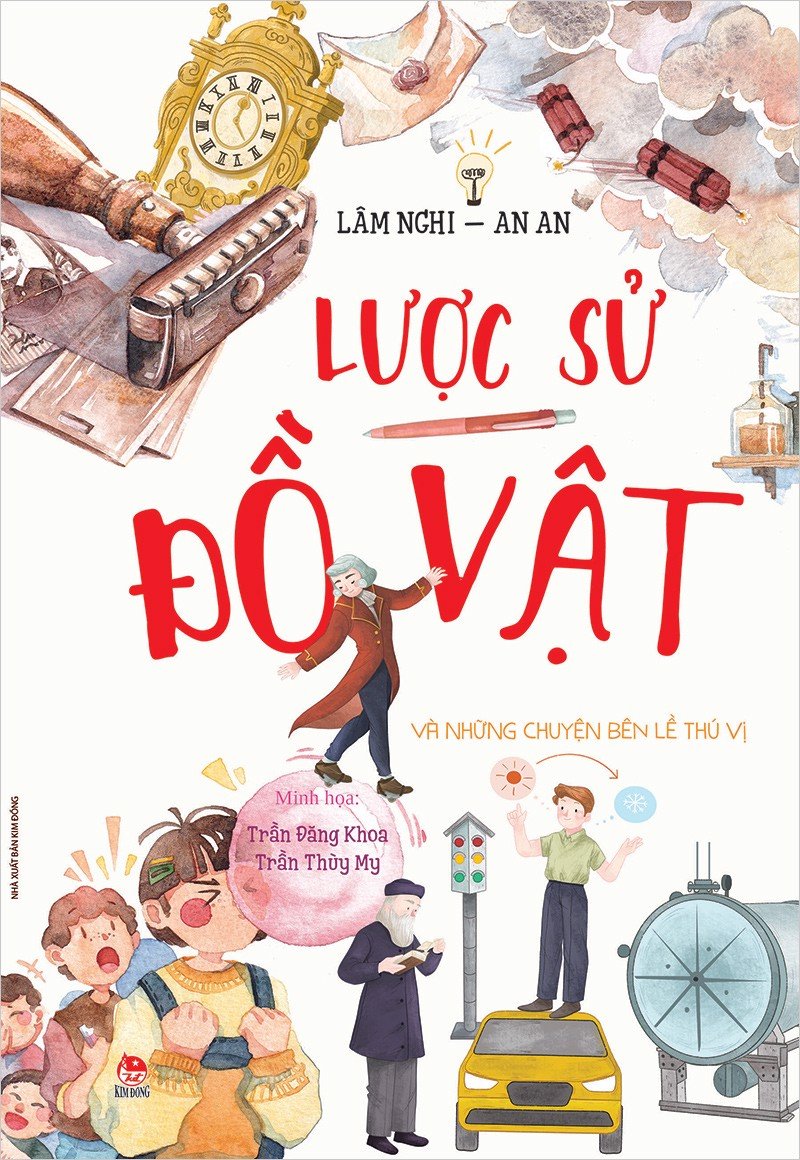 LÂM NGHI – AN AN
LƯỢC SỬ
ĐỒ VẬT
VÀ NHỮNG CHUYỆN BÊN LỀ THÚ VỊ
Minh họa:
Trần Đăng Khoa
Trần Thùy My
NHÀ XUẤT BẢN KIM ĐỒNG
KIM ĐỒNG